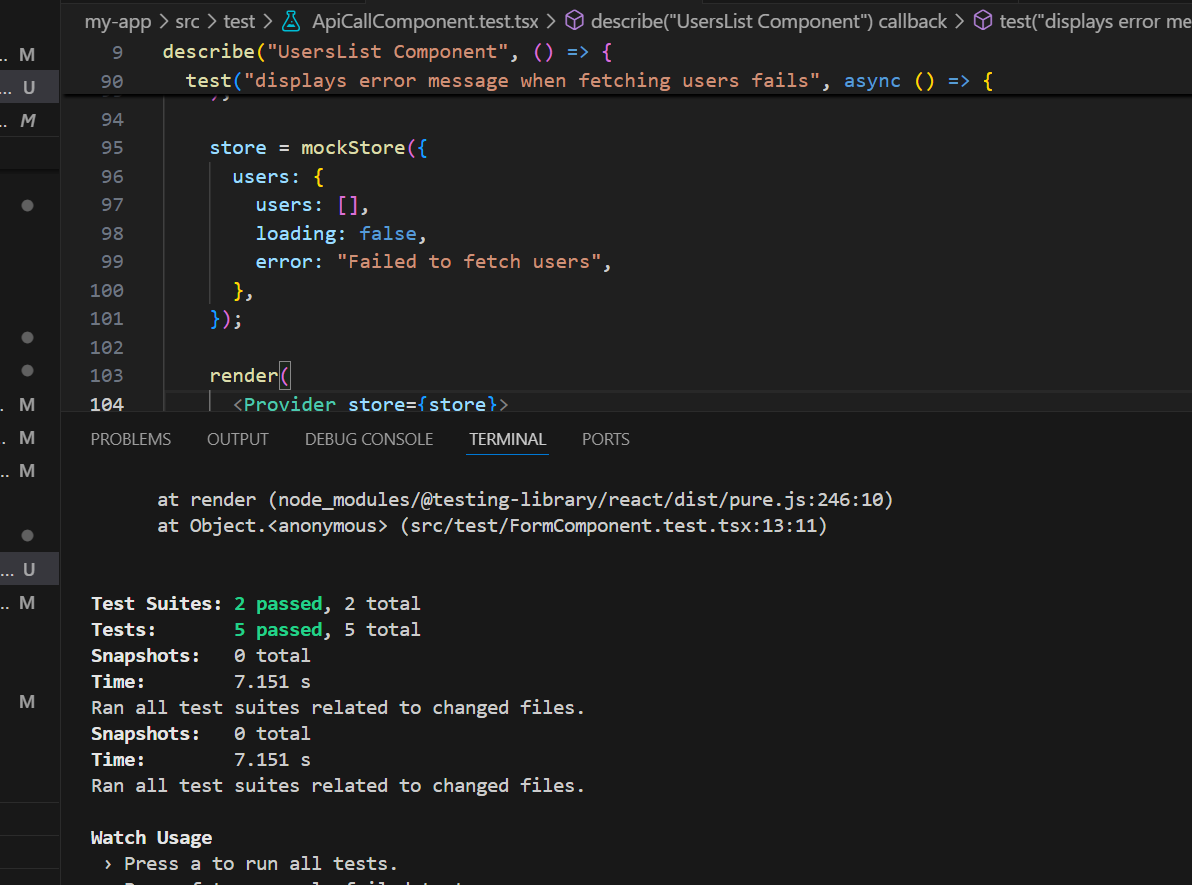 my-app > src > test > ApiCallComponent.test.tsx > describe("UsersList Component") callback > test("displays error me
... M
9 describe("UsersList Component", () => {
... U
90 test("displays error message when fetching users fails", async () => {
.. M
94
95 store = mockStore({
96 users: {
97 users: [],
98 loading: false,
99 error: "Failed to fetch users",
100 },
101 });
102
103 render(
104 <Provider store={store}>
. M
. M
.. M
... U
.. M
M
PROBLEMS OUTPUT DEBUG CONSOLE TERMINAL PORTS
at render (node_modules/@testing-library/react/dist/pure.js:246:10)
at Object.<anonymous> (src/test/FormComponent.test.tsx:13:11)
Test Suites: 2 passed, 2 total
Tests: 5 passed, 5 total
Snapshots: 0 total
Time: 7.151 s
Ran all test suites related to changed files.
Snapshots: 0 total
Time: 7.151 s
Ran all test suites related to changed files.
Watch Usage
› Press a to run all tests.